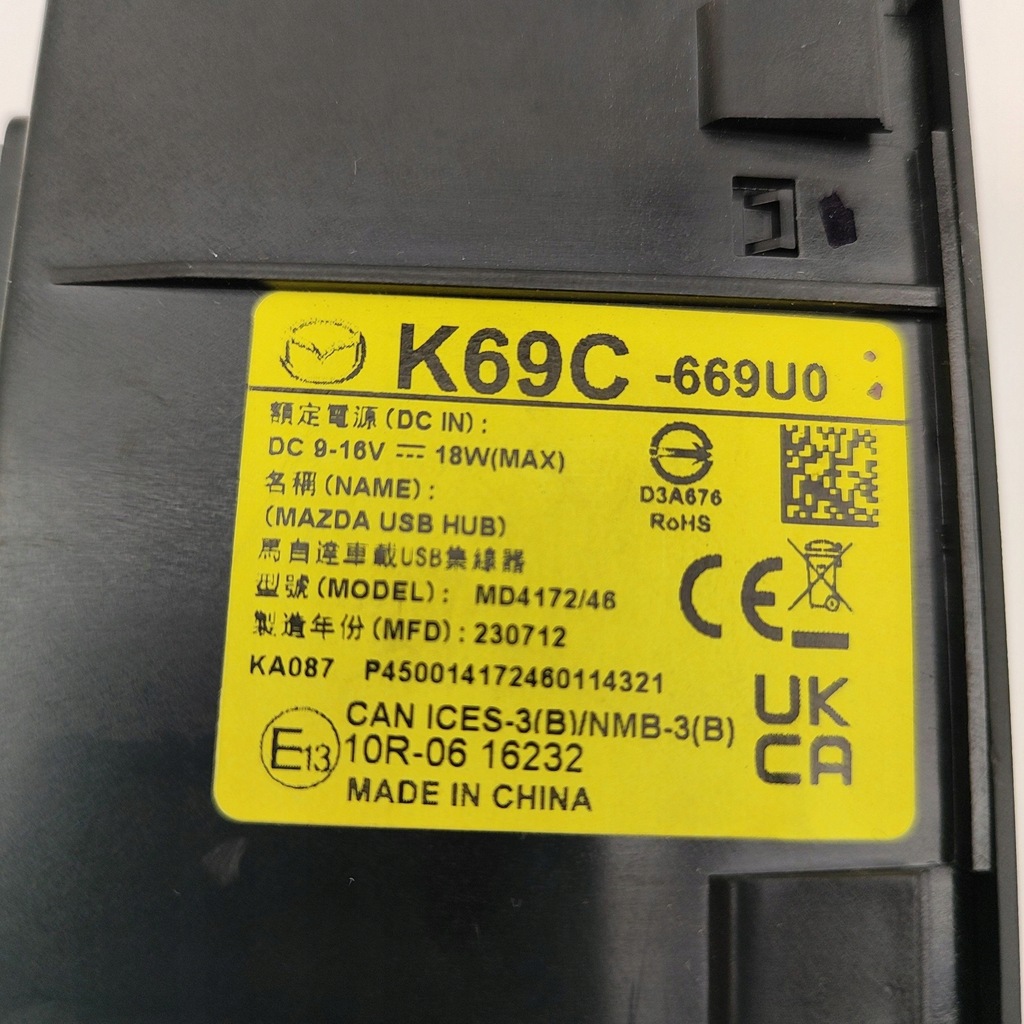 K69C -669U0
額定電源(DC IN):
DC 9-16V ⎓ 18W(MAX)
名稱(NAME):
(MAZDA USB HUB)
馬自達車載USB集線器
型號(MODEL): MD4172/46
製造年份(MFD): 230712
KA087 P450014172460114321
D3A676
RoHS
CE
UK
CA
E13
CAN ICES-3(B)/NMB-3(B)
10R-06 16232
MADE IN CHINA